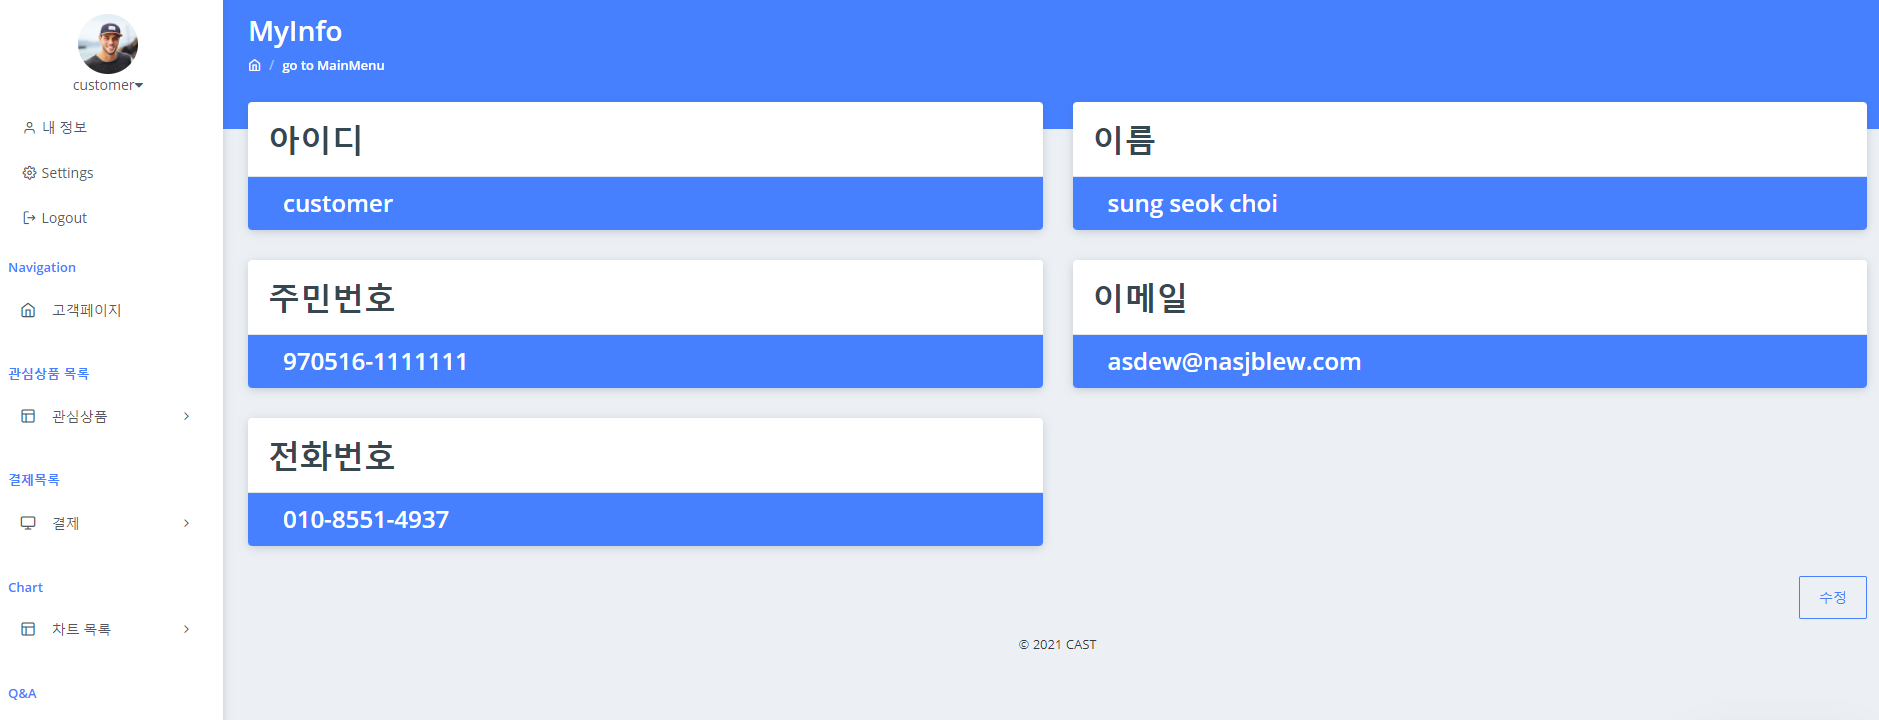 customer
내 정보
Settings
Logout
Navigation
고객페이지
관심상품 목록
관심상품
결제목록
결제
Chart
차트 목록
Q&A
MyInfo
/ go to MainMenu
아이디
customer
이름
sung seok choi
주민번호
970516-1111111
이메일
asdew@nasjblew.com
전화번호
010-8551-4937
수정
© 2021 CAST